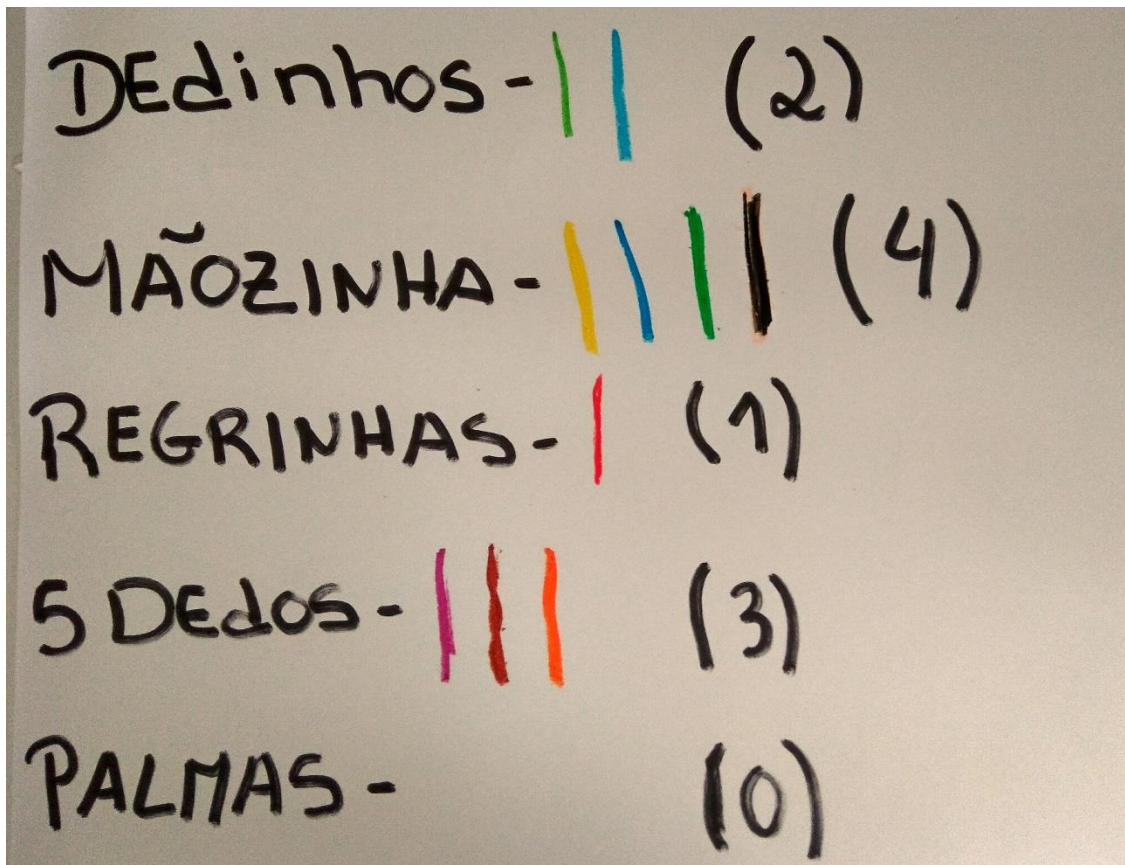 DEdinhos - || (2)
MÃOZINHA - |||| (4)
REGRINHAS - | (1)
5 DEdOS - ||| (3)
PALMAS - (0)